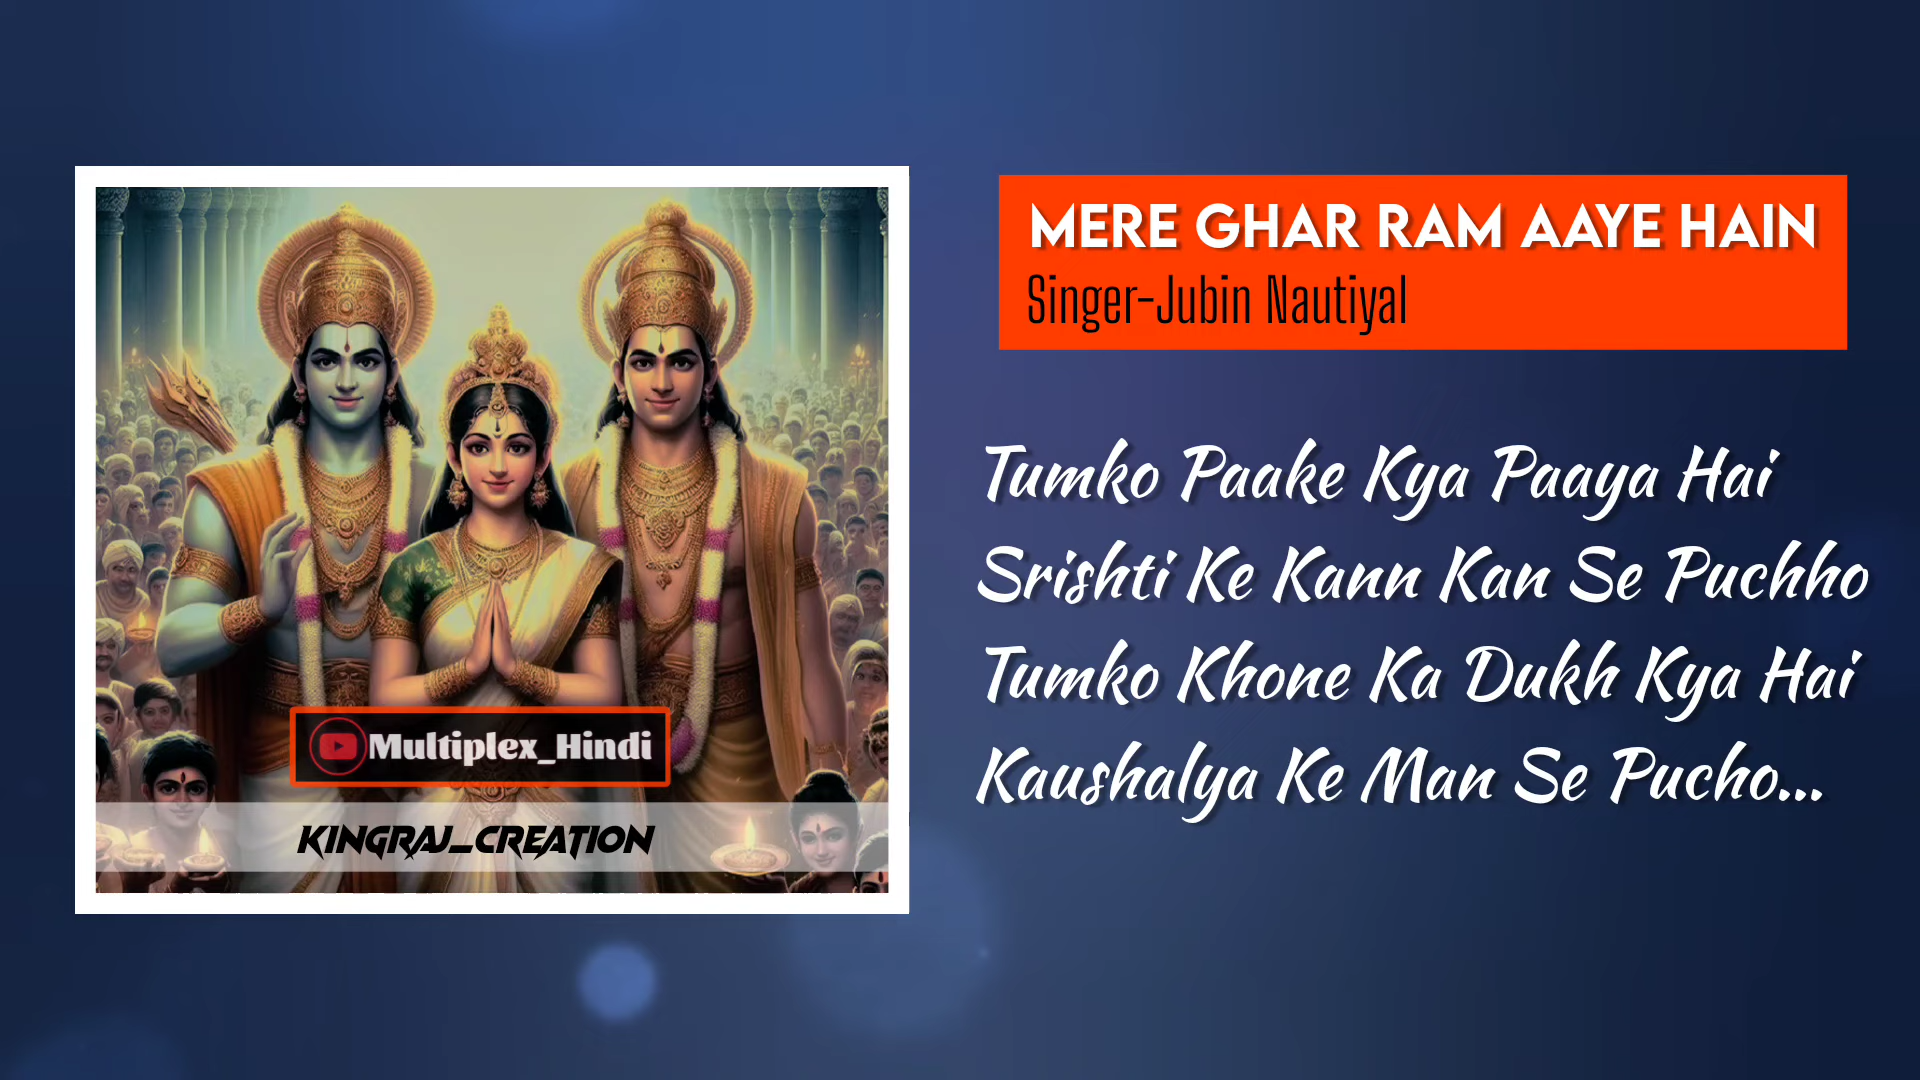 MERE GHAR RAM AAYE HAIN
Singer-Jubin Nautiyal
Tumko Paake Kya Paaya Hai
Srishti Ke Kann Kan Se Puchho
Tumko Khone Ka Dukh Kya Hai
Kaushalya Ke Man Se Pucho...
Multiplex_Hindi
KINGRAJ_CREATION